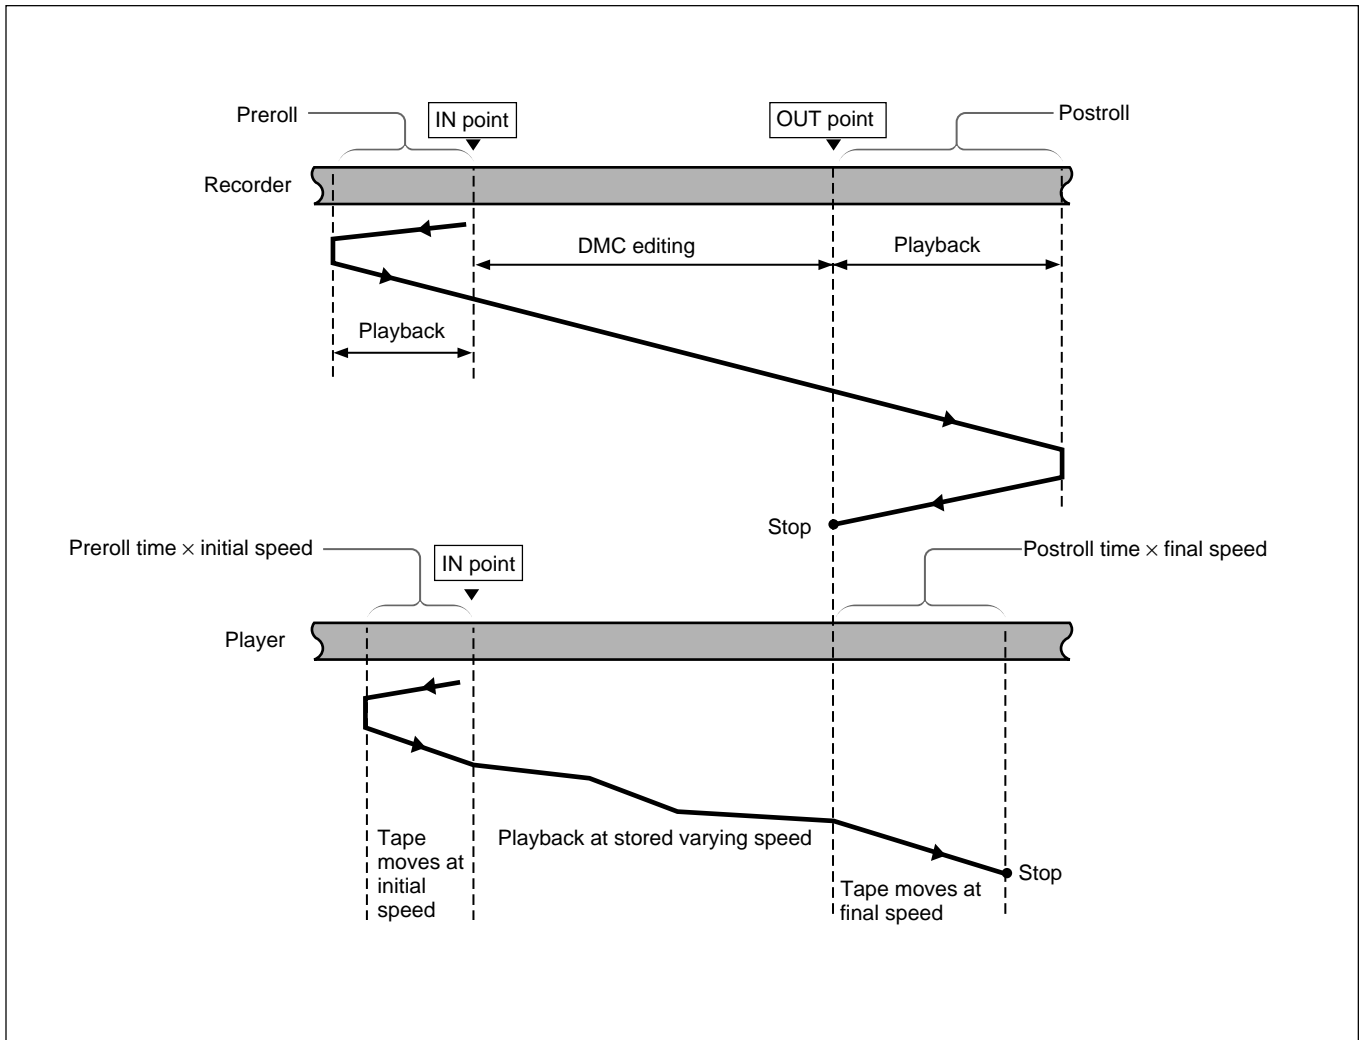 Preroll
IN point
OUT point
Postroll
Recorder
DMC editing
Playback
Playback
Stop
Preroll time × initial speed
IN point
Postroll time × final speed
Player
Tape
moves at
initial
speed
Playback at stored varying speed
Stop
Tape moves at
final speed